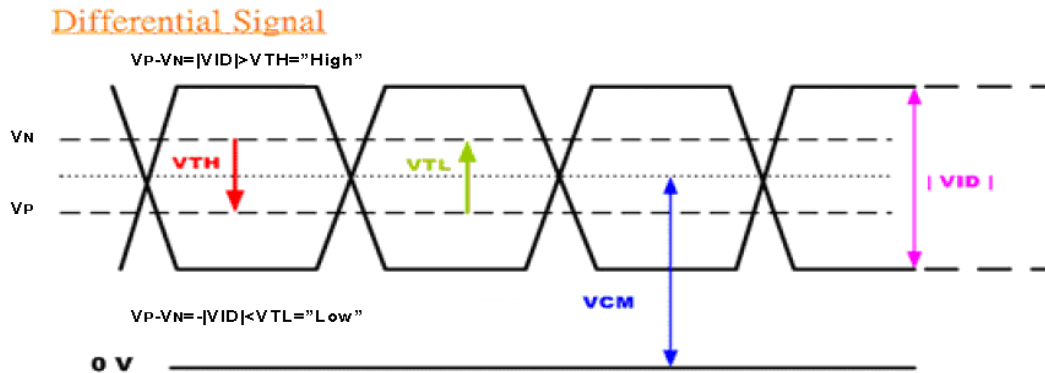 Differential Signal
VP-VN=|VID|>VTH="High"
VN
VTH
VTL
| VID |
VP
VCM
VP-VN=-|VID|<VTL="Low"
0 V